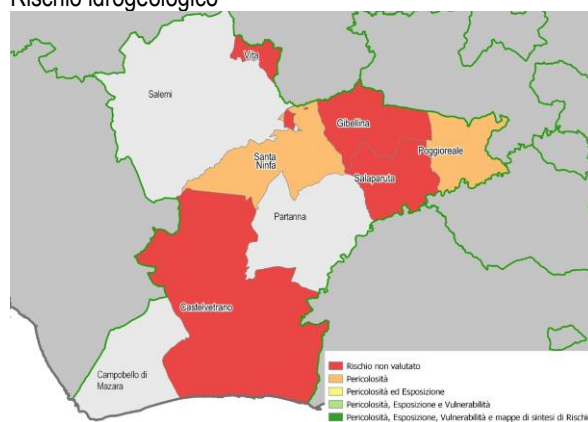 Rischio idrogeologico
Vita
Salemi
Gibellina
Santa
Ninfa
Poggioreale
Salaparuta
Partanna
Castelvetrano
Campobello di
Mazara
Rischio non valutato
Pericolosità
Pericolosità ed Esposizione
Pericolosità, Esposizione e Vulnerabilità
Pericolosità, Esposizione, Vulnerabilità e mappe di sintesi di Rischi